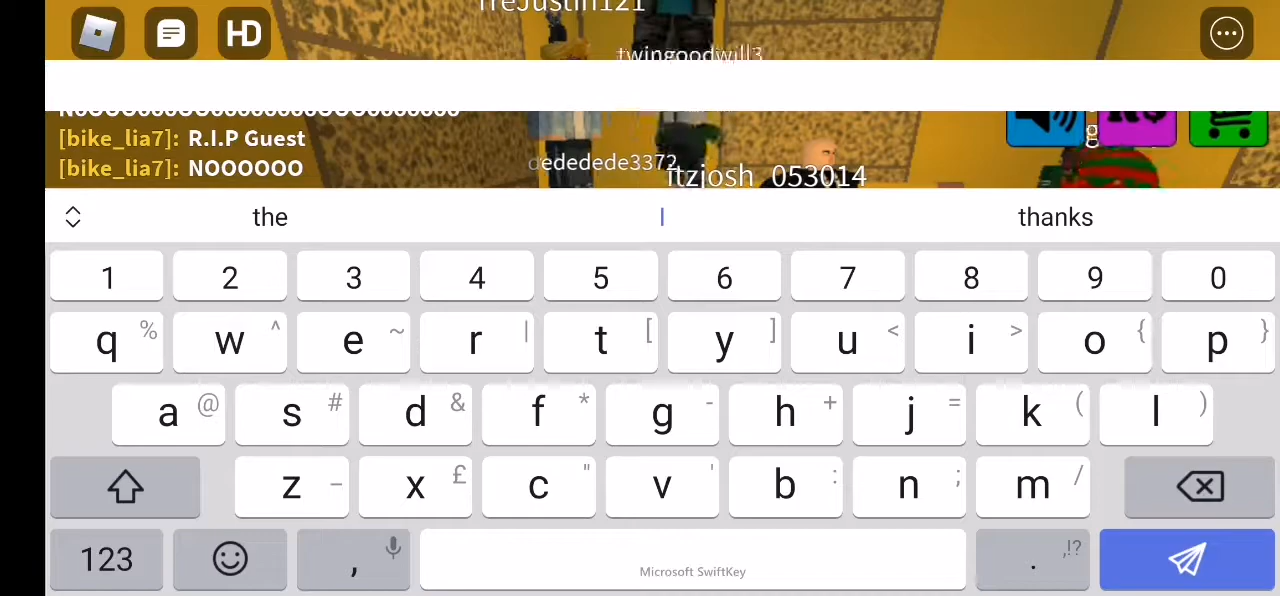 HD
twingoodwill3
[bike_lia7]: R.I.P Guest
[bike_lia7]: NOOOOOO
dededede3372
itzjosh_053014
the I thanks
1 2 3 4 5 6 7 8 9 0
q % w ^ e ~ r | t [ y ] u < i > o { p }
a @ s # d & f * g - h + j = k ( l )
z _ x £ c " v ' b : n ; m /
123 , . ,!?
Microsoft SwiftKey